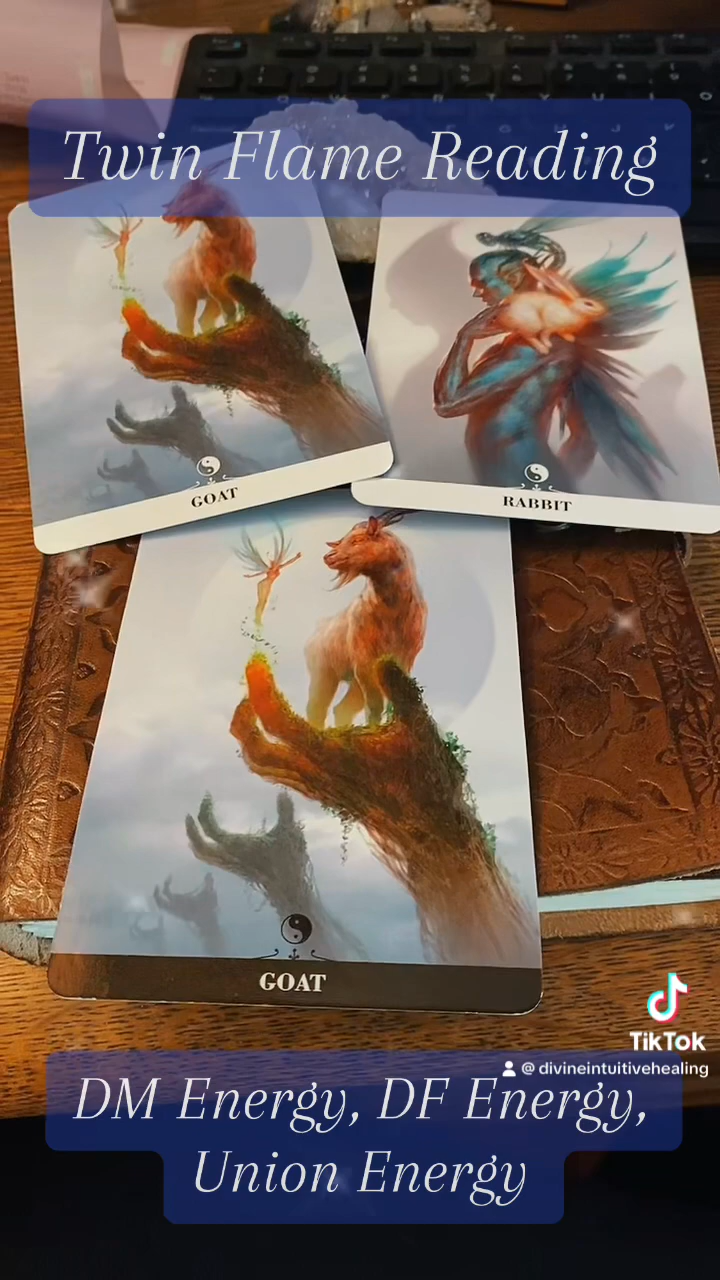 Twin Flame Reading
GOAT
RABBIT
GOAT
TikTok
@ divineintuitivehealing
DM Energy, DF Energy,
Union Energy